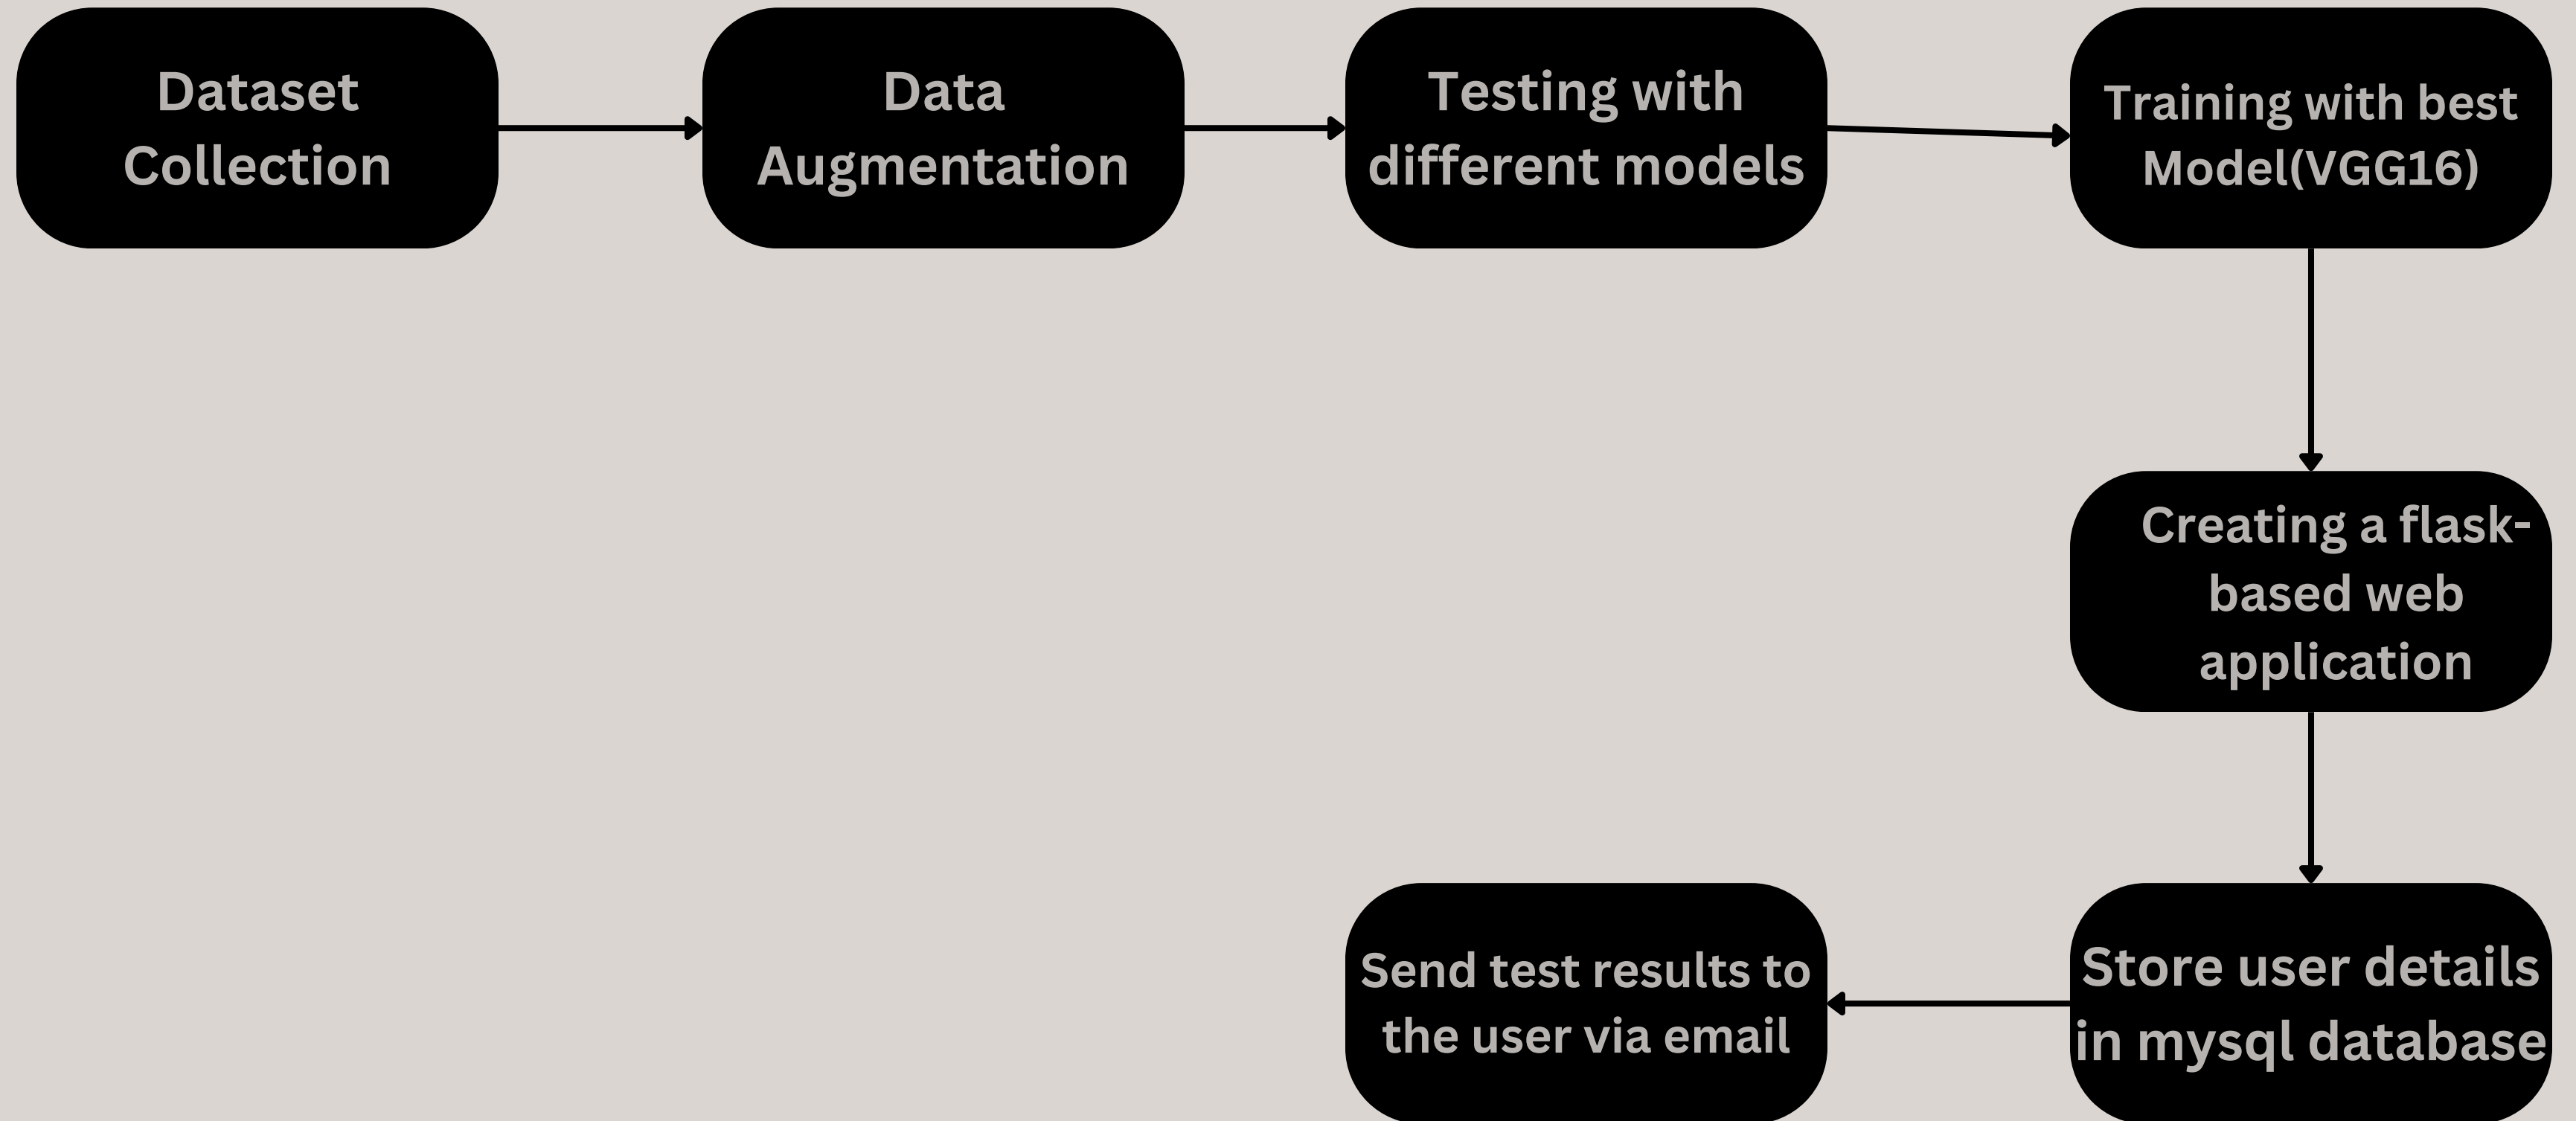 Dataset
Collection
Data
Augmentation
Testing with
different models
Training with best
Model(VGG16)
Creating a flask-
based web
application
Store user details
in mysql database
Send test results to
the user via email